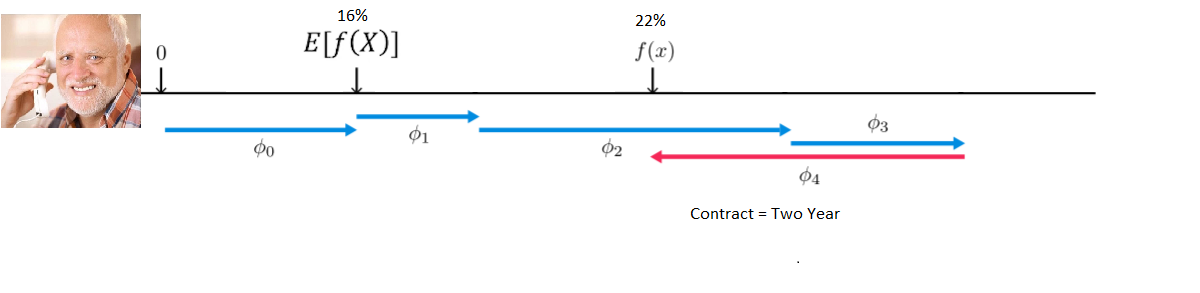 16%
22%
0
E[f(X)]
f(x)
ϕ0
ϕ1
ϕ2
ϕ3
ϕ4
Contract = Two Year
.